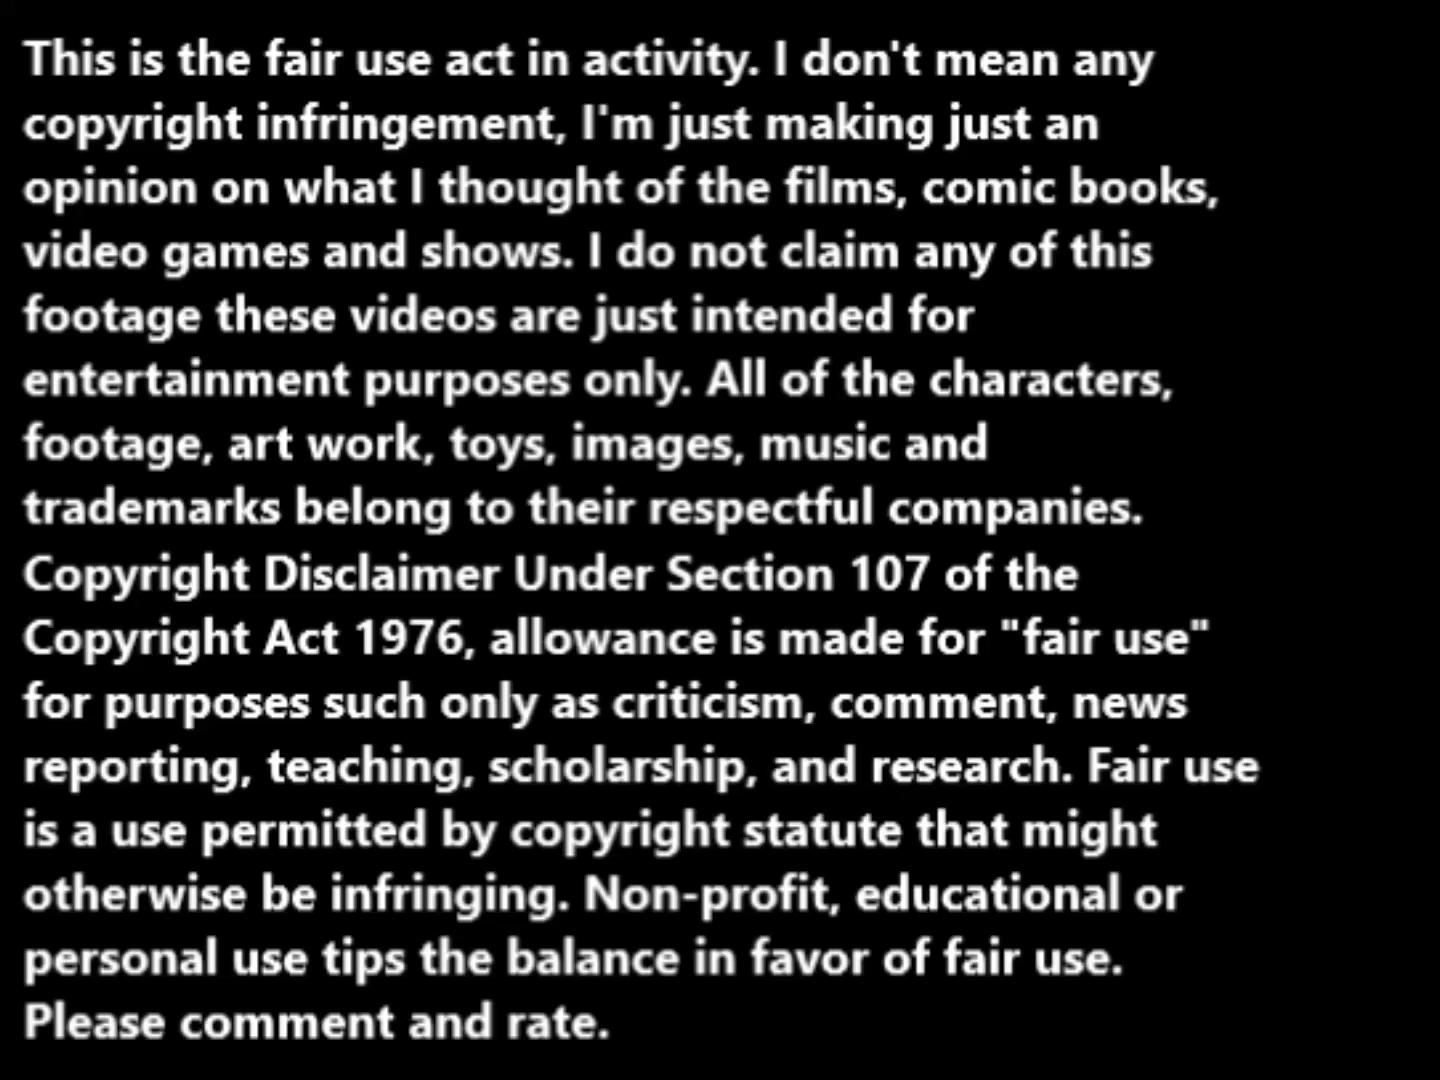 This is the fair use act in activity. I don't mean any
copyright infringement, I'm just making just an
opinion on what I thought of the films, comic books,
video games and shows. I do not claim any of this
footage these videos are just intended for
entertainment purposes only. All of the characters,
footage, art work, toys, images, music and
trademarks belong to their respectful companies.
Copyright Disclaimer Under Section 107 of the
Copyright Act 1976, allowance is made for "fair use"
for purposes such only as criticism, comment, news
reporting, teaching, scholarship, and research. Fair use
is a use permitted by copyright statute that might
otherwise be infringing. Non-profit, educational or
personal use tips the balance in favor of fair use.
Please comment and rate.